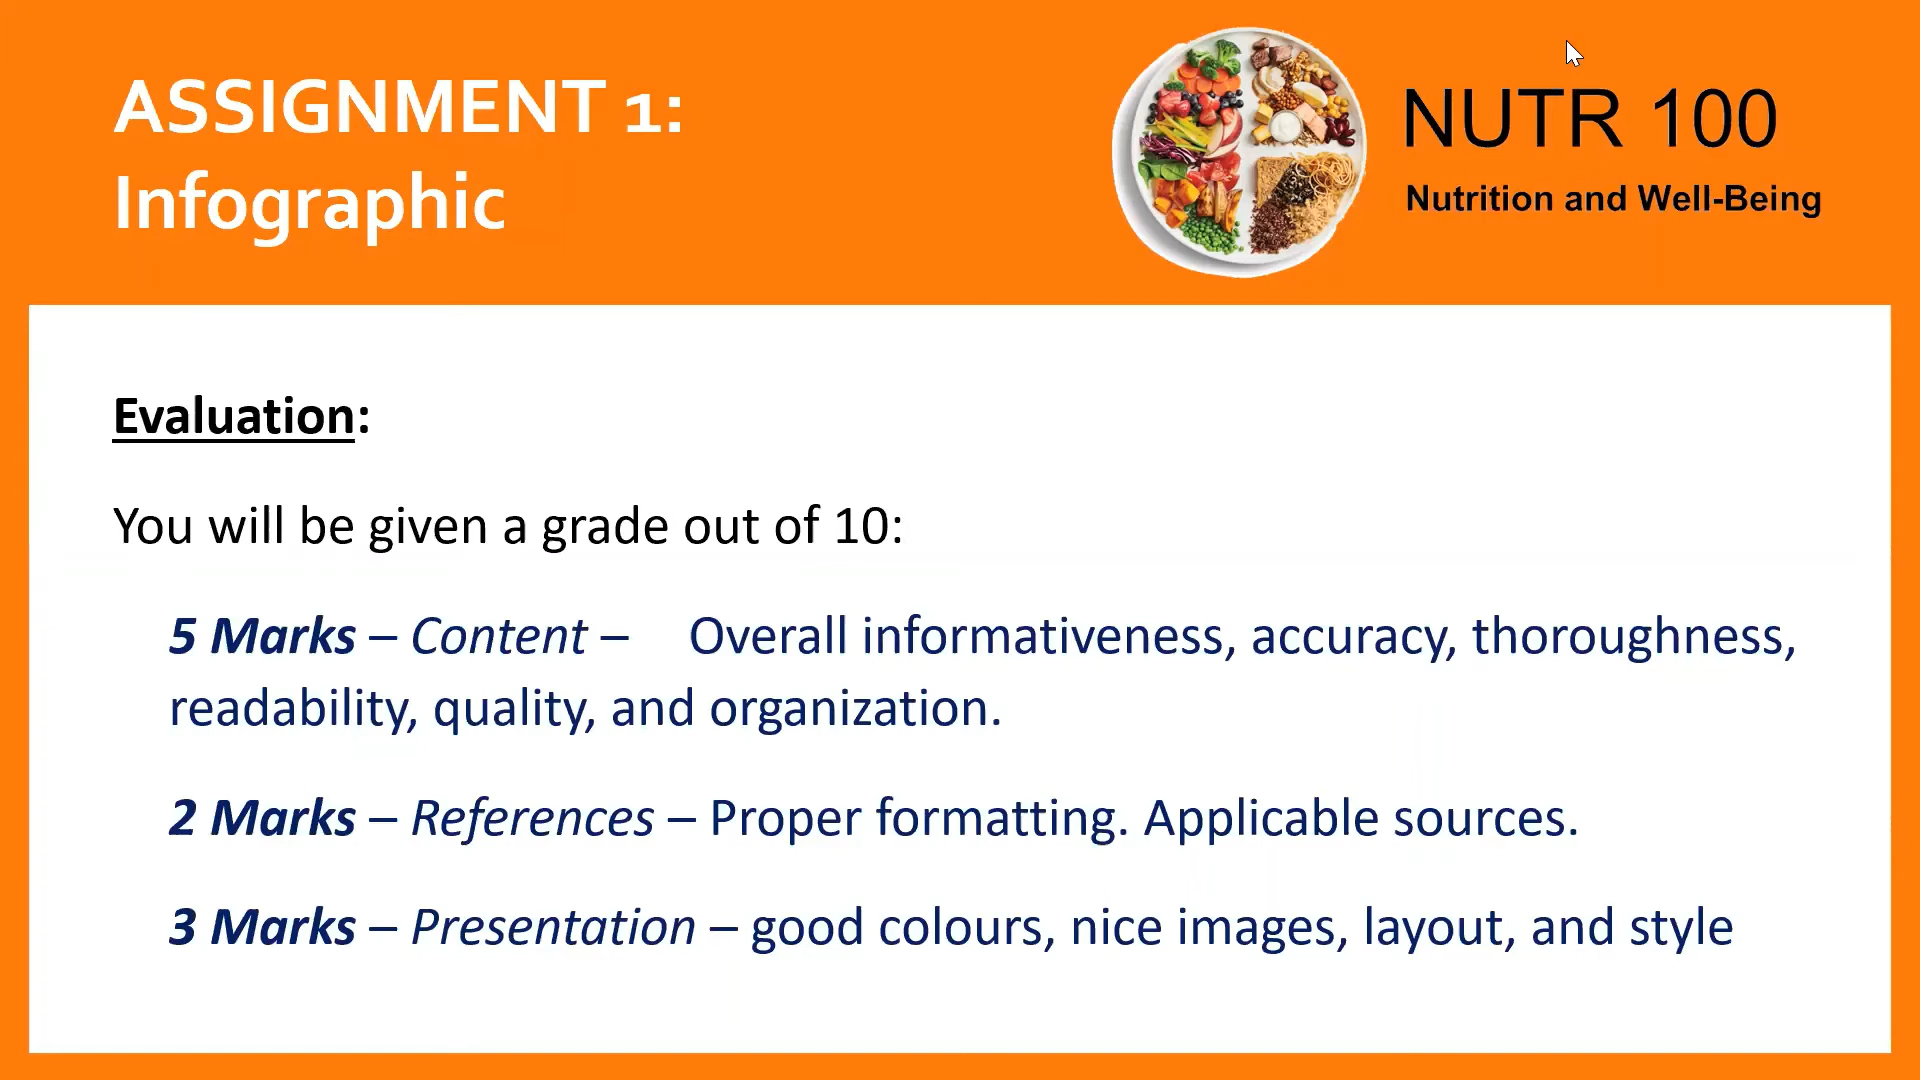 ASSIGNMENT 1:
Infographic
NUTR 100
Nutrition and Well-Being
Evaluation:
You will be given a grade out of 10:
5 Marks – Content – Overall informativeness, accuracy, thoroughness,
readability, quality, and organization.
2 Marks – References – Proper formatting. Applicable sources.
3 Marks – Presentation – good colours, nice images, layout, and style